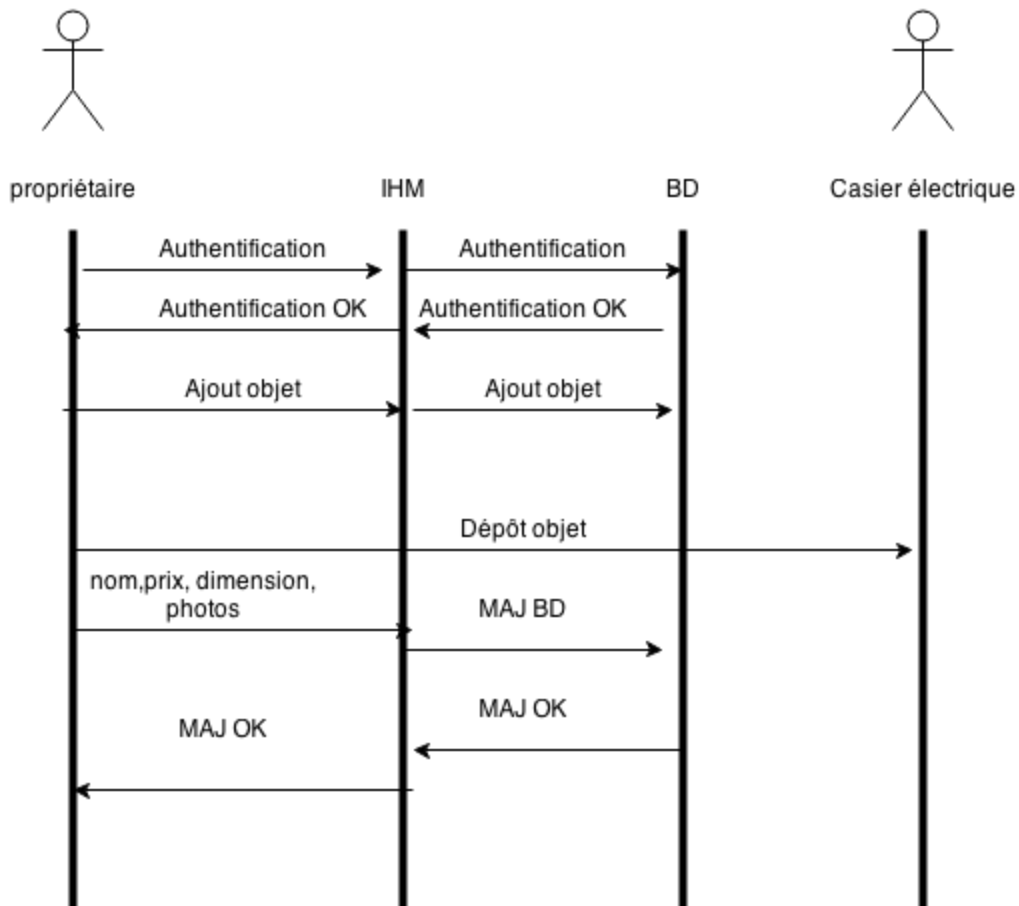 propriétaire
IHM
BD
Casier électrique
Authentification
Authentification
Authentification OK
Authentification OK
Ajout objet
Ajout objet
Dépôt objet
nom,prix, dimension,
photos
MAJ BD
MAJ OK
MAJ OK